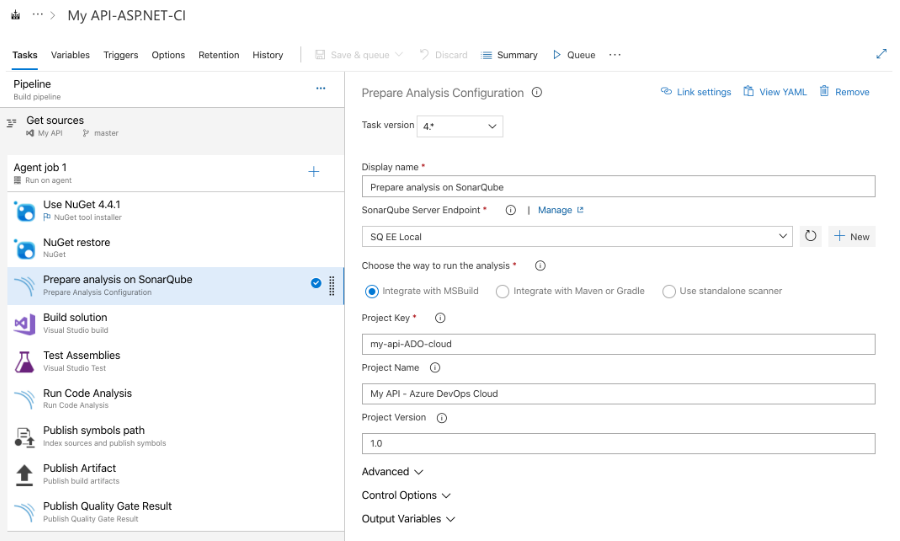 ··· > My API-ASP.NET-CI
Tasks Variables Triggers Options Retention History Save & queue Discard Summary Queue ···
Pipeline
Build pipeline
Get sources
My API master
Agent job 1
Run on agent
Use NuGet 4.4.1
NuGet tool installer
NuGet restore
NuGet
Prepare analysis on SonarQube
Prepare Analysis Configuration
Build solution
Visual Studio build
Test Assemblies
Visual Studio Test
Run Code Analysis
Run Code Analysis
Publish symbols path
Index sources and publish symbols
Publish Artifact
Publish build artifacts
Publish Quality Gate Result
Publish Quality Gate Result
Prepare Analysis Configuration Link settings View YAML Remove
Task version 4.*
Display name *
Prepare analysis on SonarQube
SonarQube Server Endpoint * | Manage
SQ EE Local New
Choose the way to run the analysis *
Integrate with MSBuild Integrate with Maven or Gradle Use standalone scanner
Project Key *
my-api-ADO-cloud
Project Name
My API - Azure DevOps Cloud
Project Version
1.0
Advanced
Control Options
Output Variables